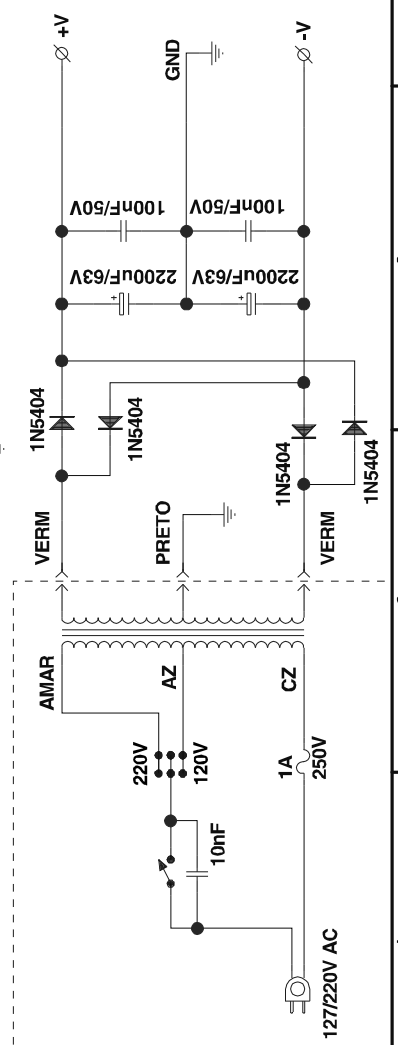 +V
GND
-V
100nF/50V
100nF/50V
2200uF/63V
+
2200uF/63V
+
1N5404
1N5404
1N5404
1N5404
VERM
PRETO
VERM
AMAR
AZ
CZ
220V
120V
1A
250V
10nF
127/220V AC